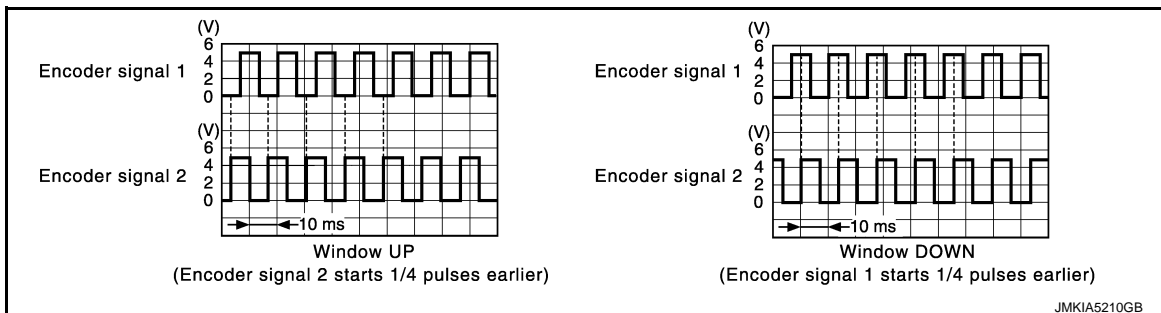 (V)
6
4
2
0
Encoder signal 1
(V)
6
4
2
0
Encoder signal 2
10 ms
Window UP
(Encoder signal 2 starts 1/4 pulses earlier)
(V)
6
4
2
0
Encoder signal 1
(V)
6
4
2
0
Encoder signal 2
10 ms
Window DOWN
(Encoder signal 1 starts 1/4 pulses earlier)
JMKIA5210GB